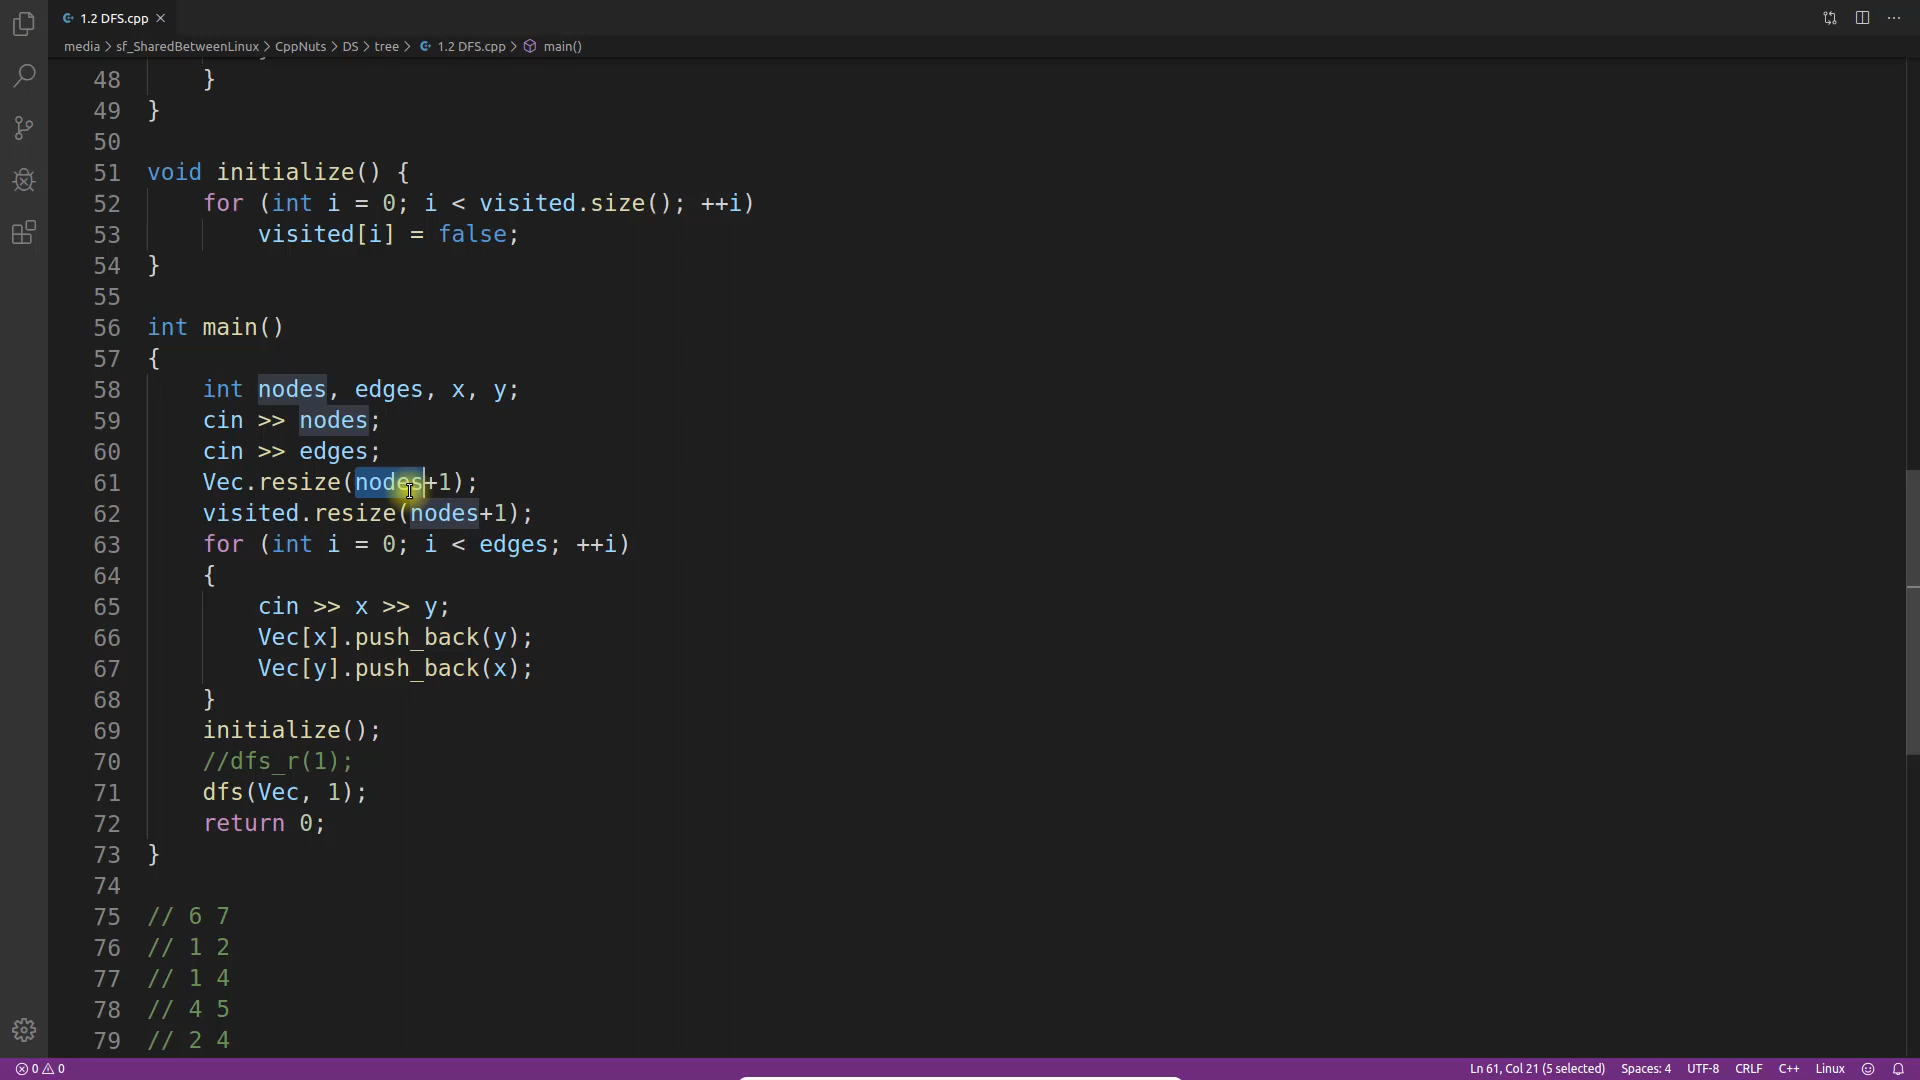 1.2 DFS.cpp
media > sf_SharedBetweenLinux > CppNuts > DS > tree > 1.2 DFS.cpp > main()
48 }
49 }
50
51 void initialize() {
52 for (int i = 0; i < visited.size(); ++i)
53 visited[i] = false;
54 }
55
56 int main()
57 {
58 int nodes, edges, x, y;
59 cin >> nodes;
60 cin >> edges;
61 Vec.resize(nodes+1);
62 visited.resize(nodes+1);
63 for (int i = 0; i < edges; ++i)
64 {
65 cin >> x >> y;
66 Vec[x].push_back(y);
67 Vec[y].push_back(x);
68 }
69 initialize();
70 //dfs_r(1);
71 dfs(Vec, 1);
72 return 0;
73 }
74
75 // 6 7
76 // 1 2
77 // 1 4
78 // 4 5
79 // 2 4
0 0 Ln 61, Col 21 (5 selected) Spaces: 4 UTF-8 CRLF C++ Linux